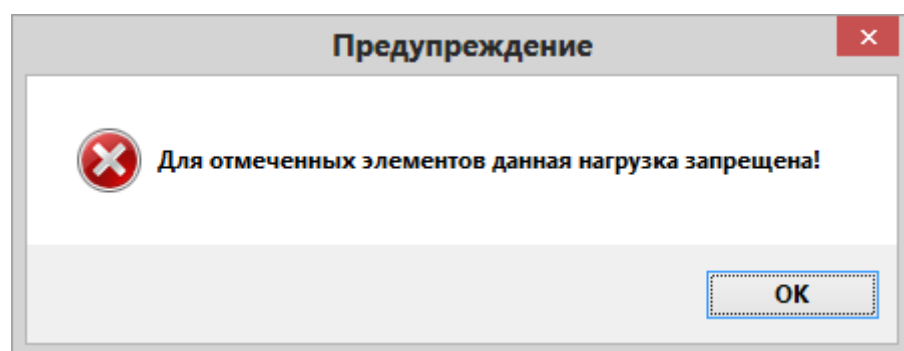 Предупреждение
Для отмеченных элементов данная нагрузка запрещена!
OK